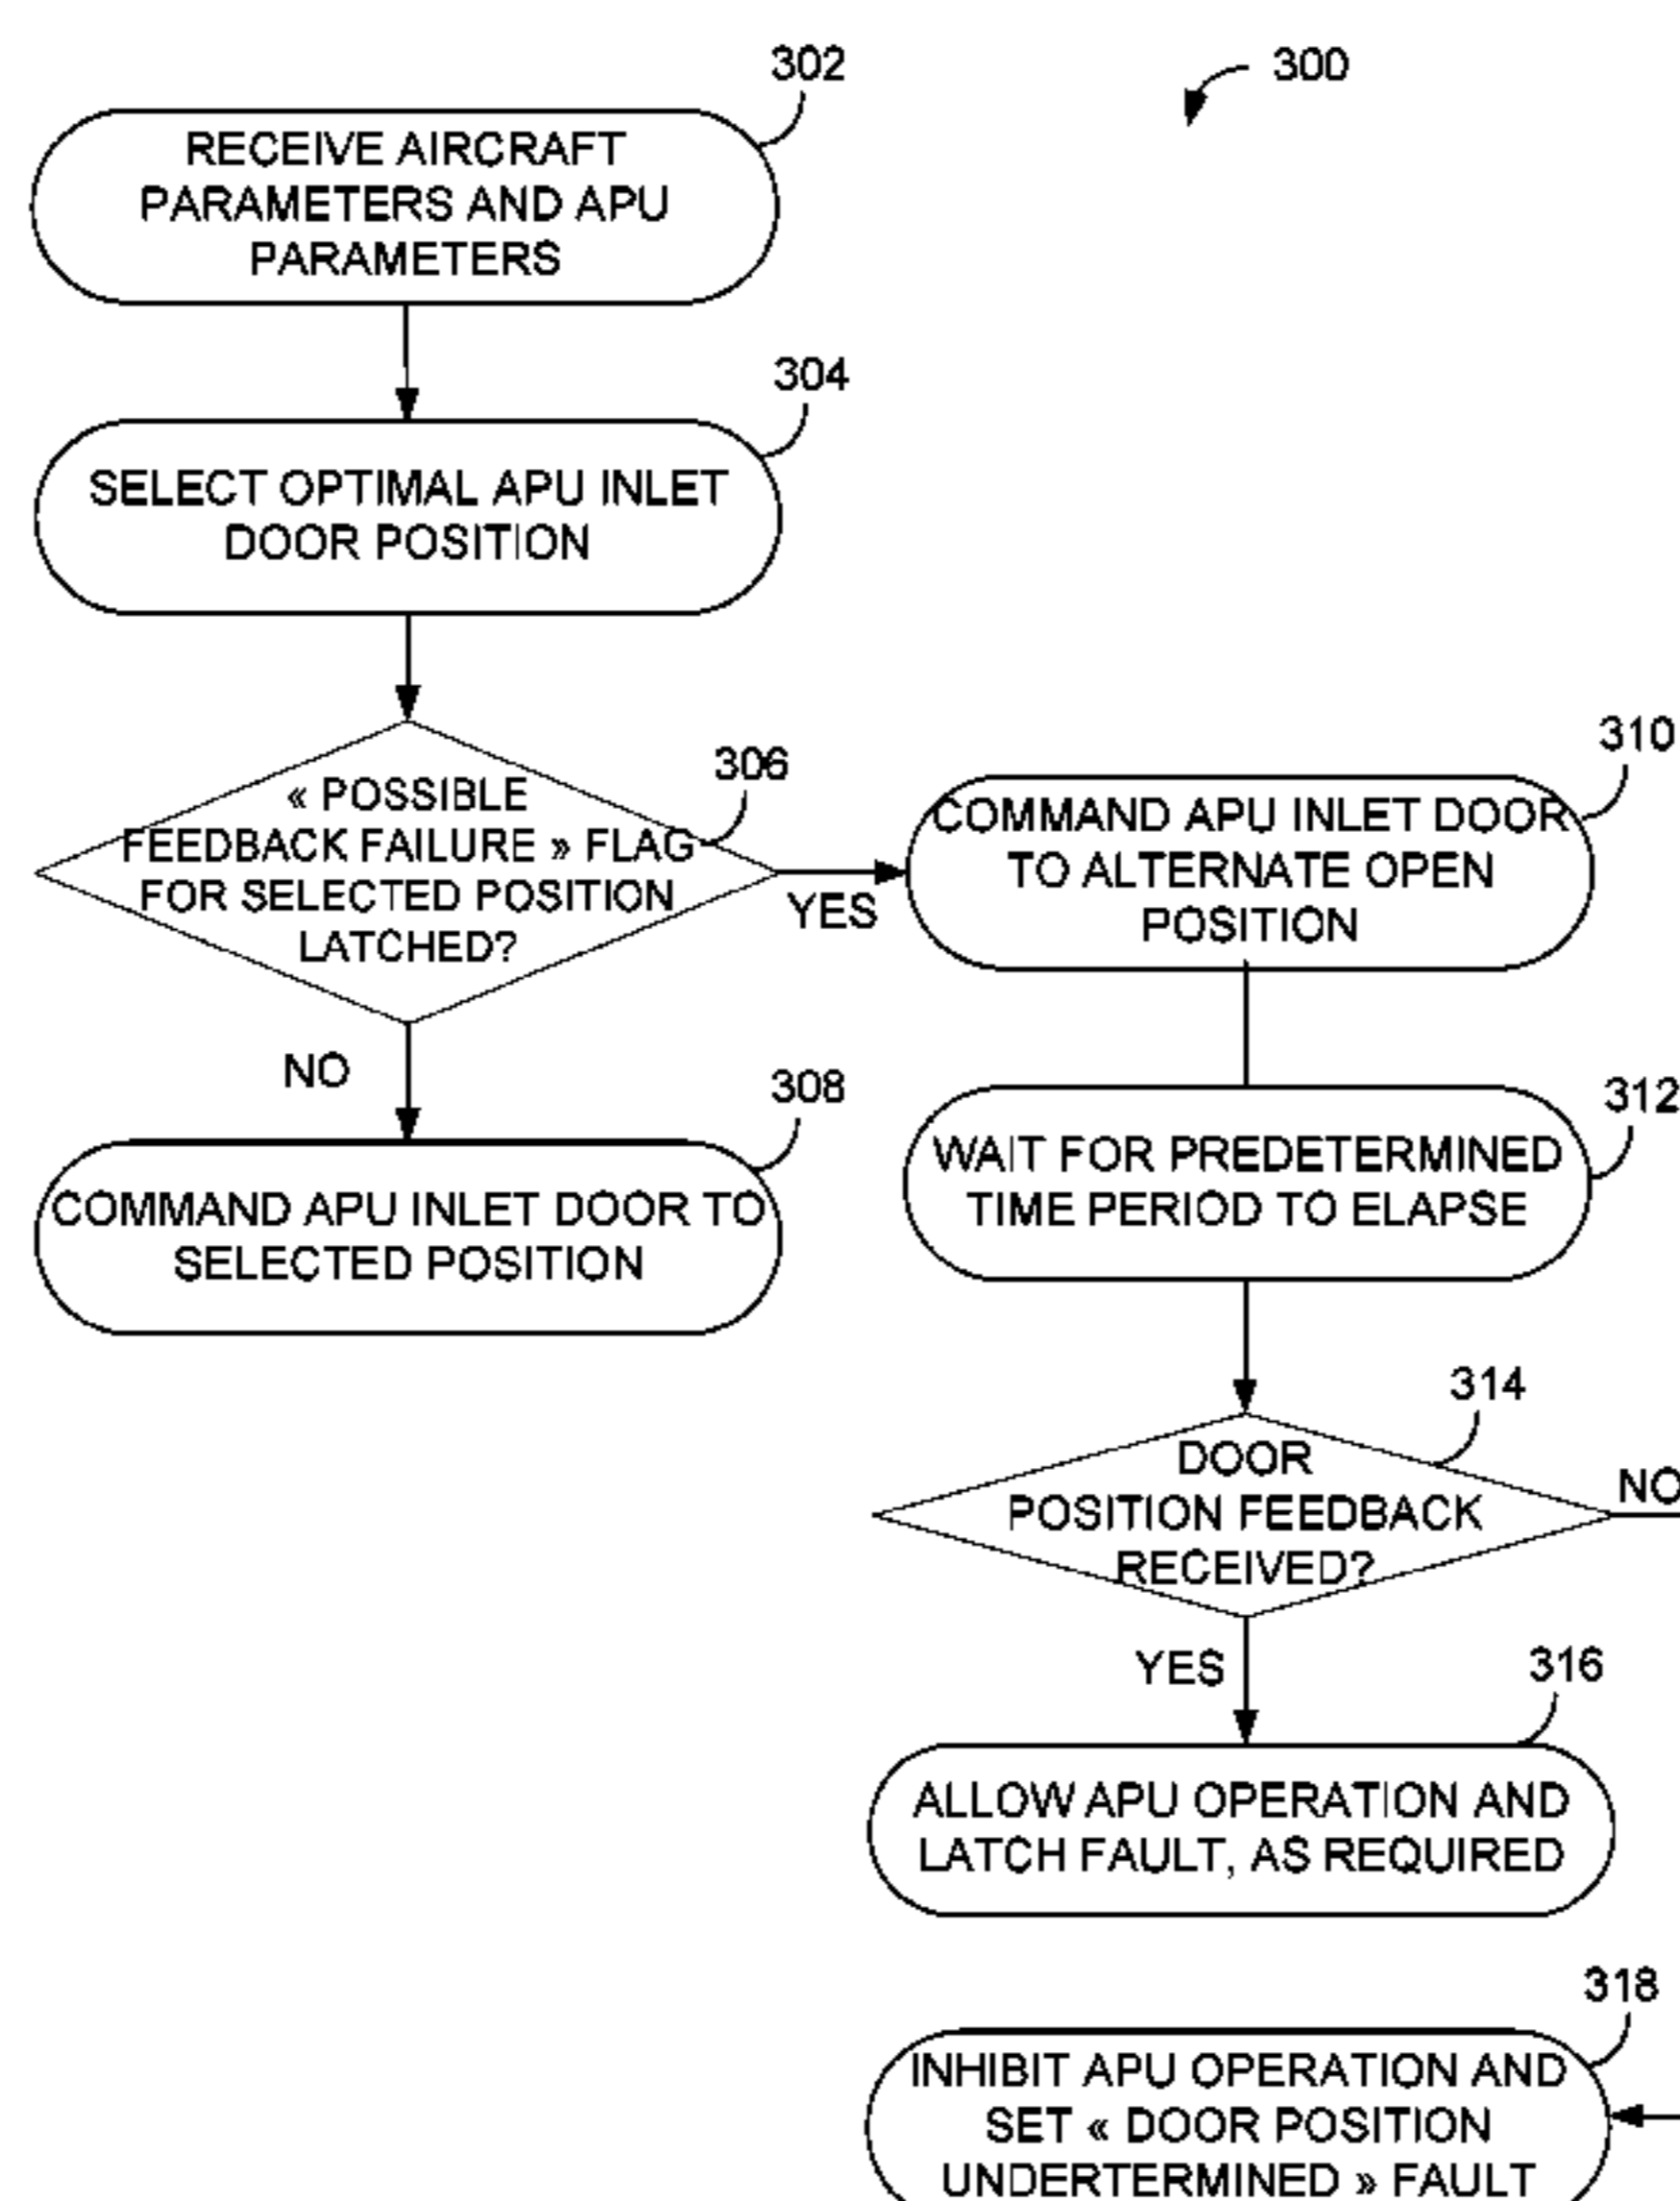 300
302
RECEIVE AIRCRAFT
PARAMETERS AND APU
PARAMETERS
304
SELECT OPTIMAL APU INLET
DOOR POSITION
306
« POSSIBLE
FEEDBACK FAILURE » FLAG
FOR SELECTED POSITION
LATCHED?
YES
NO
308
COMMAND APU INLET DOOR TO
SELECTED POSITION
310
COMMAND APU INLET DOOR
TO ALTERNATE OPEN
POSITION
312
WAIT FOR PREDETERMINED
TIME PERIOD TO ELAPSE
314
DOOR
POSITION FEEDBACK
RECEIVED?
NO
YES
316
ALLOW APU OPERATION AND
LATCH FAULT, AS REQUIRED
318
INHIBIT APU OPERATION AND
SET « DOOR POSITION
UNDERTERMINED » FAULT